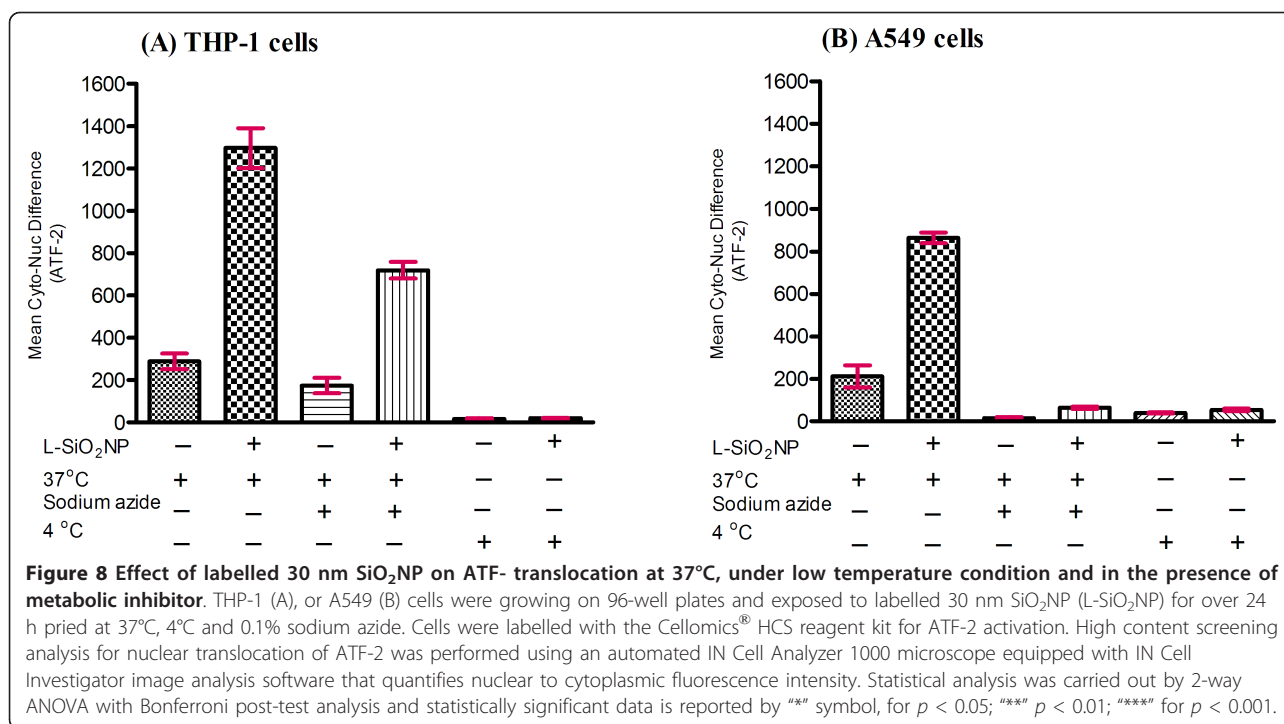 (A) THP-1 cells
Mean Cyto-Nuc Difference
(ATF-2)
1600
1400
1200
1000
800
600
400
200
0
L-SiO₂NP − + − + − +
37°C + + + + − −
Sodium azide − − + + − −
4 °C − − − − + +
(B) A549 cells
Mean Cyto-Nuc Difference
(ATF-2)
1600
1400
1200
1000
800
600
400
200
0
L-SiO₂NP − + − + − +
37°C + + + + − −
Sodium azide − − + + − −
4 °C − − − − + +
Figure 8 Effect of labelled 30 nm SiO₂NP on ATF- translocation at 37°C, under low temperature condition and in the presence of
metabolic inhibitor. THP-1 (A), or A549 (B) cells were growing on 96-well plates and exposed to labelled 30 nm SiO₂NP (L-SiO₂NP) for over 24
h pried at 37°C, 4°C and 0.1% sodium azide. Cells were labelled with the Cellomics® HCS reagent kit for ATF-2 activation. High content screening
analysis for nuclear translocation of ATF-2 was performed using an automated IN Cell Analyzer 1000 microscope equipped with IN Cell
Investigator image analysis software that quantifies nuclear to cytoplasmic fluorescence intensity. Statistical analysis was carried out by 2-way
ANOVA with Bonferroni post-test analysis and statistically significant data is reported by “*” symbol, for p < 0.05; “**” p < 0.01; “***” for p < 0.001.